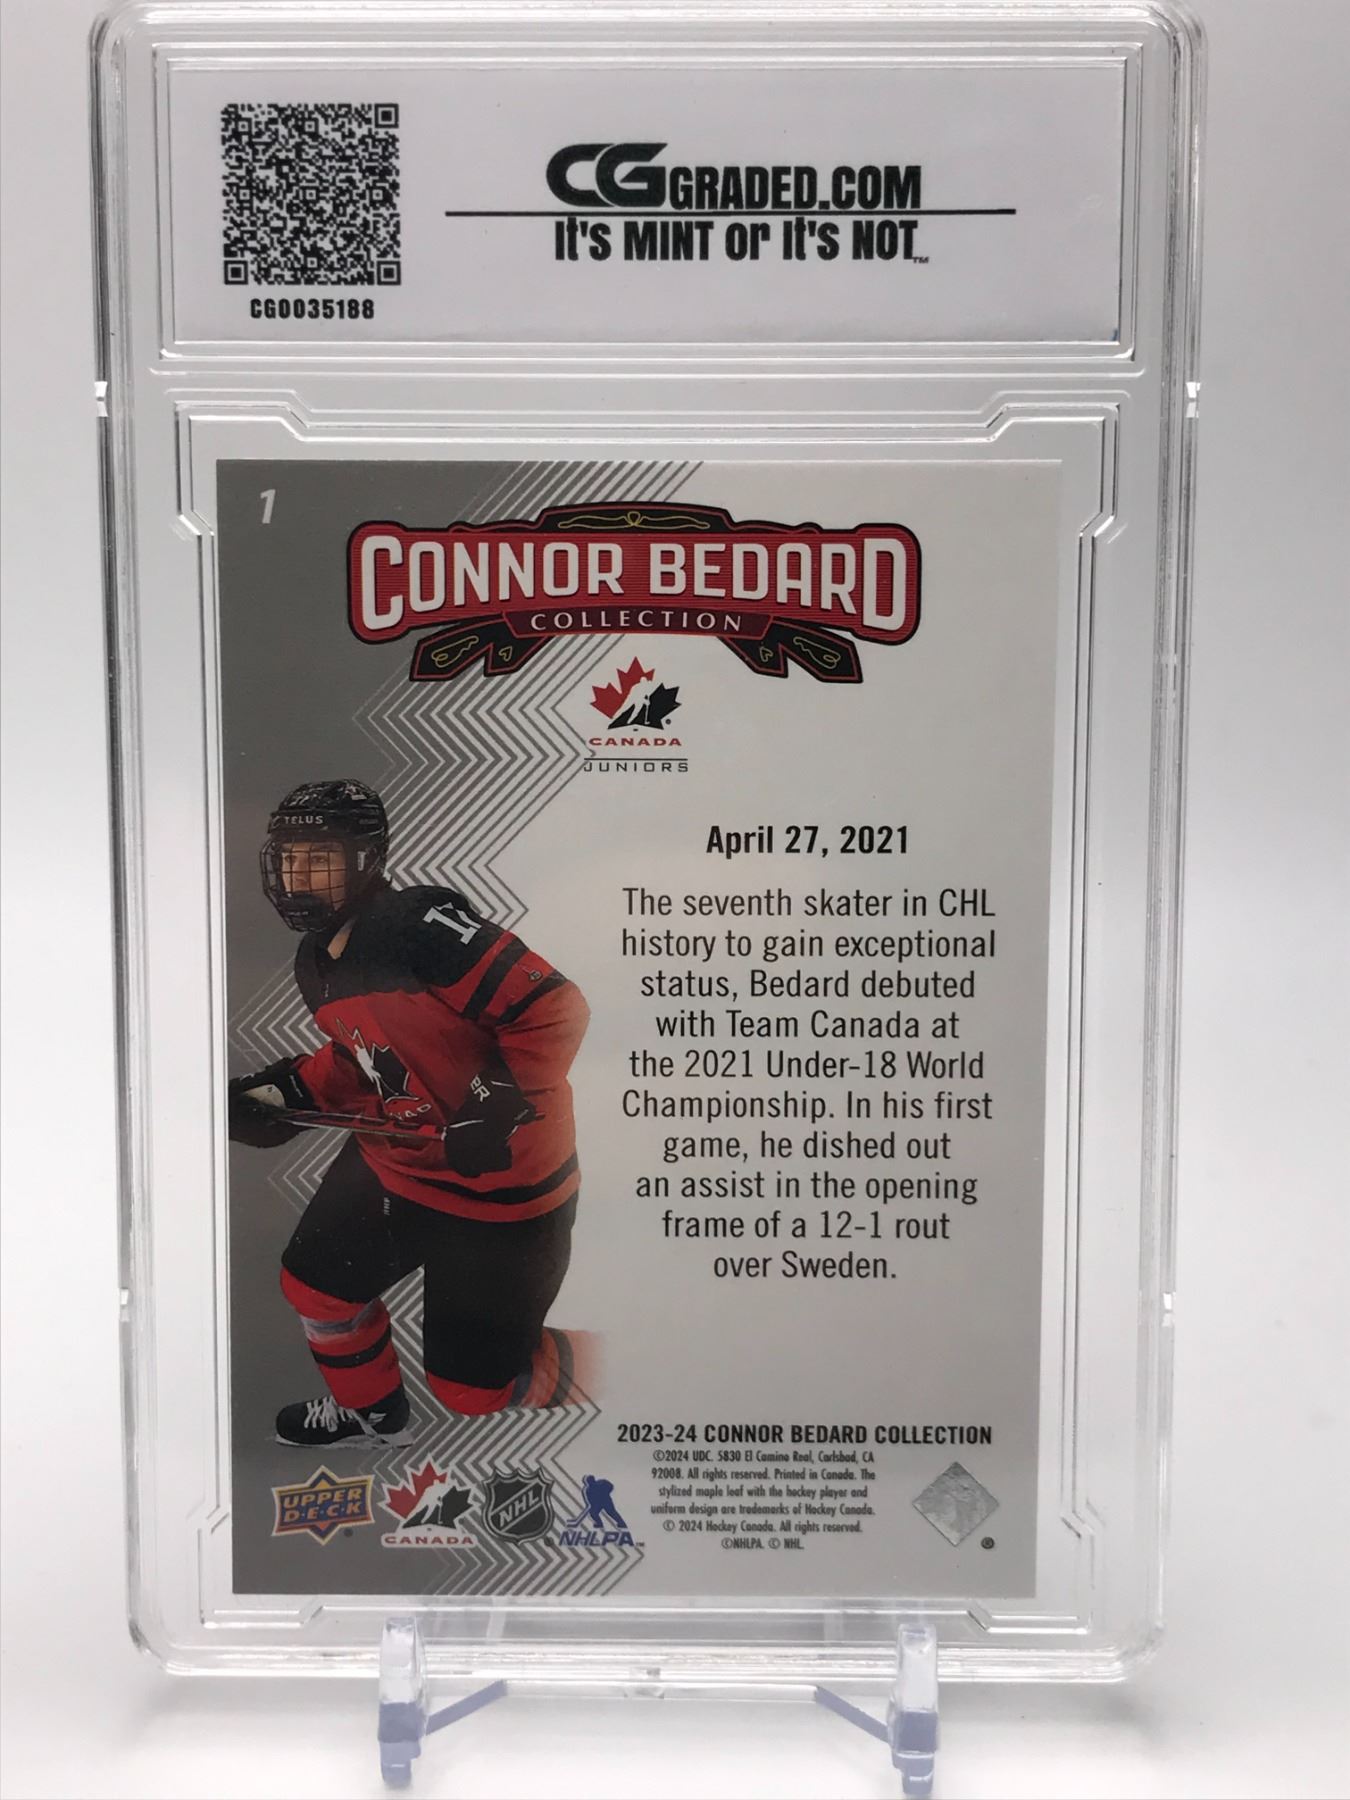 CGGRADED.COM
It's MINT or It's NOT™
CG0035188
1
CONNOR BEDARD
COLLECTION
CANADA
JUNIORS
TELUS
April 27, 2021
The seventh skater in CHL
history to gain exceptional
status, Bedard debuted
with Team Canada at
the 2021 Under-18 World
Championship. In his first
game, he dished out
an assist in the opening
frame of a 12-1 rout
over Sweden.
2023-24 CONNOR BEDARD COLLECTION
©2024 UDC. 5830 El Camino Real, Carlsbad, CA
92008. All rights reserved. Printed in Canada. The
stylized maple leaf with the hockey player and
uniform design are trademarks of Hockey Canada.
© 2024 Hockey Canada. All rights reserved.
©NHLPA. © NHL.
UPPER
D·E·C·K
CANADA
NHL
NHLPA™